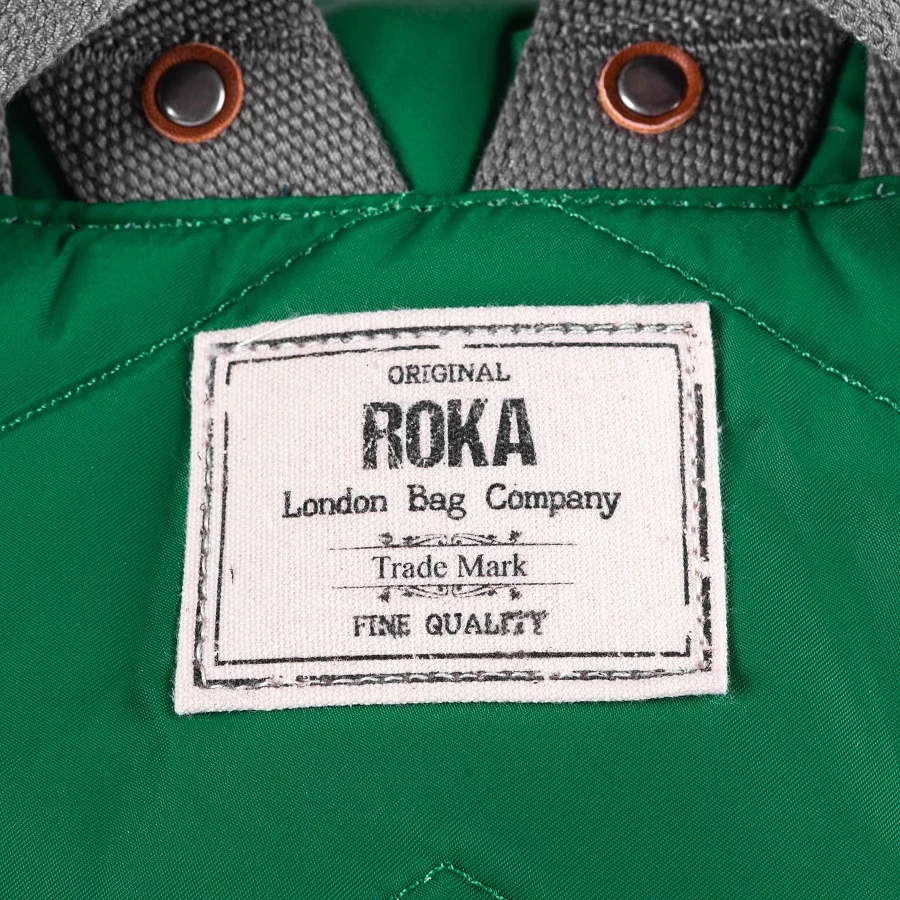 ORIGINAL
ROKA
London Bag Company
Trade Mark
FINE QUALITY